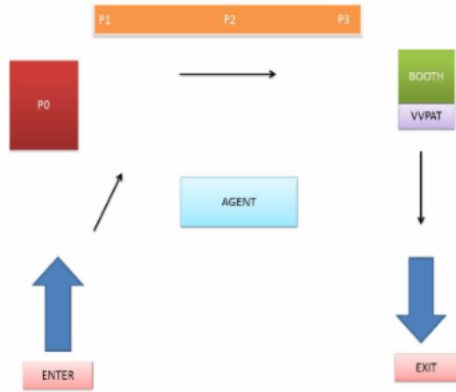 P1 P2 P3
P0
BOOTH
VVPAT
AGENT
ENTER
EXIT